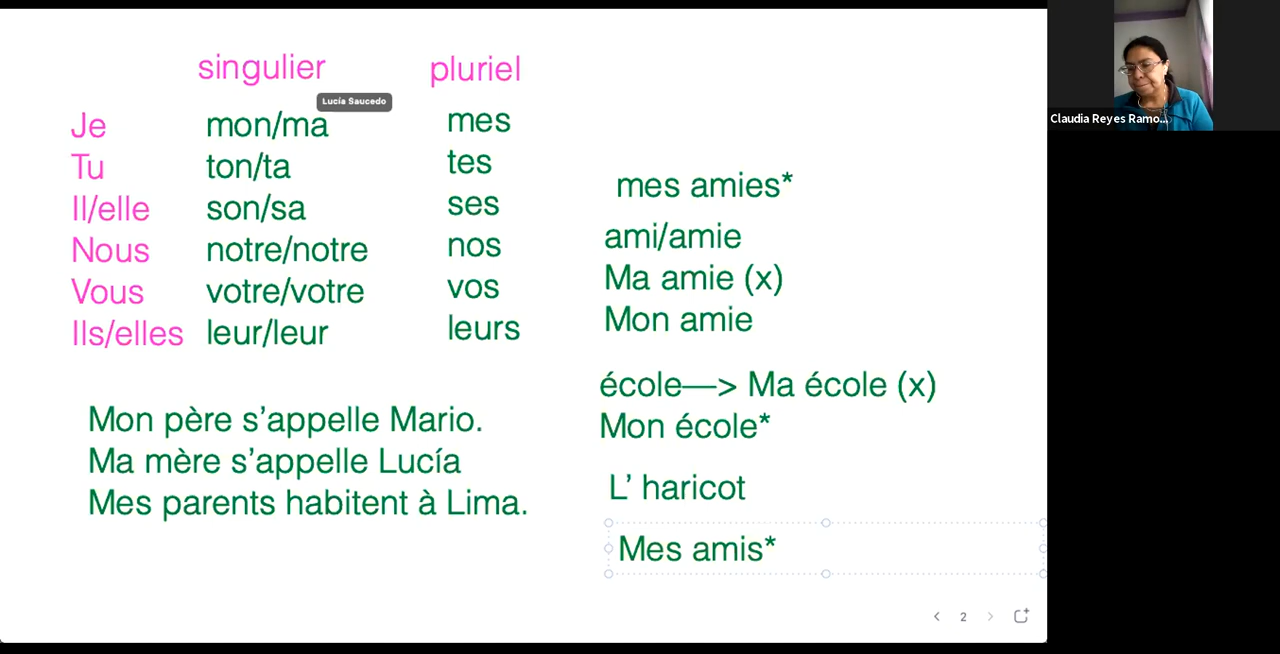 singulier pluriel
Lucía Saucedo
Je mon/ma mes
Tu ton/ta tes
Il/elle son/sa ses
Nous notre/notre nos
Vous votre/votre vos
Ils/elles leur/leur leurs
Mon père s’appelle Mario.
Ma mère s’appelle Lucía
Mes parents habitent à Lima.
mes amies*
ami/amie
Ma amie (x)
Mon amie
école—> Ma école (x)
Mon école*
L’ haricot
Mes amis*
< 2 >
Claudia Reyes Ramo...